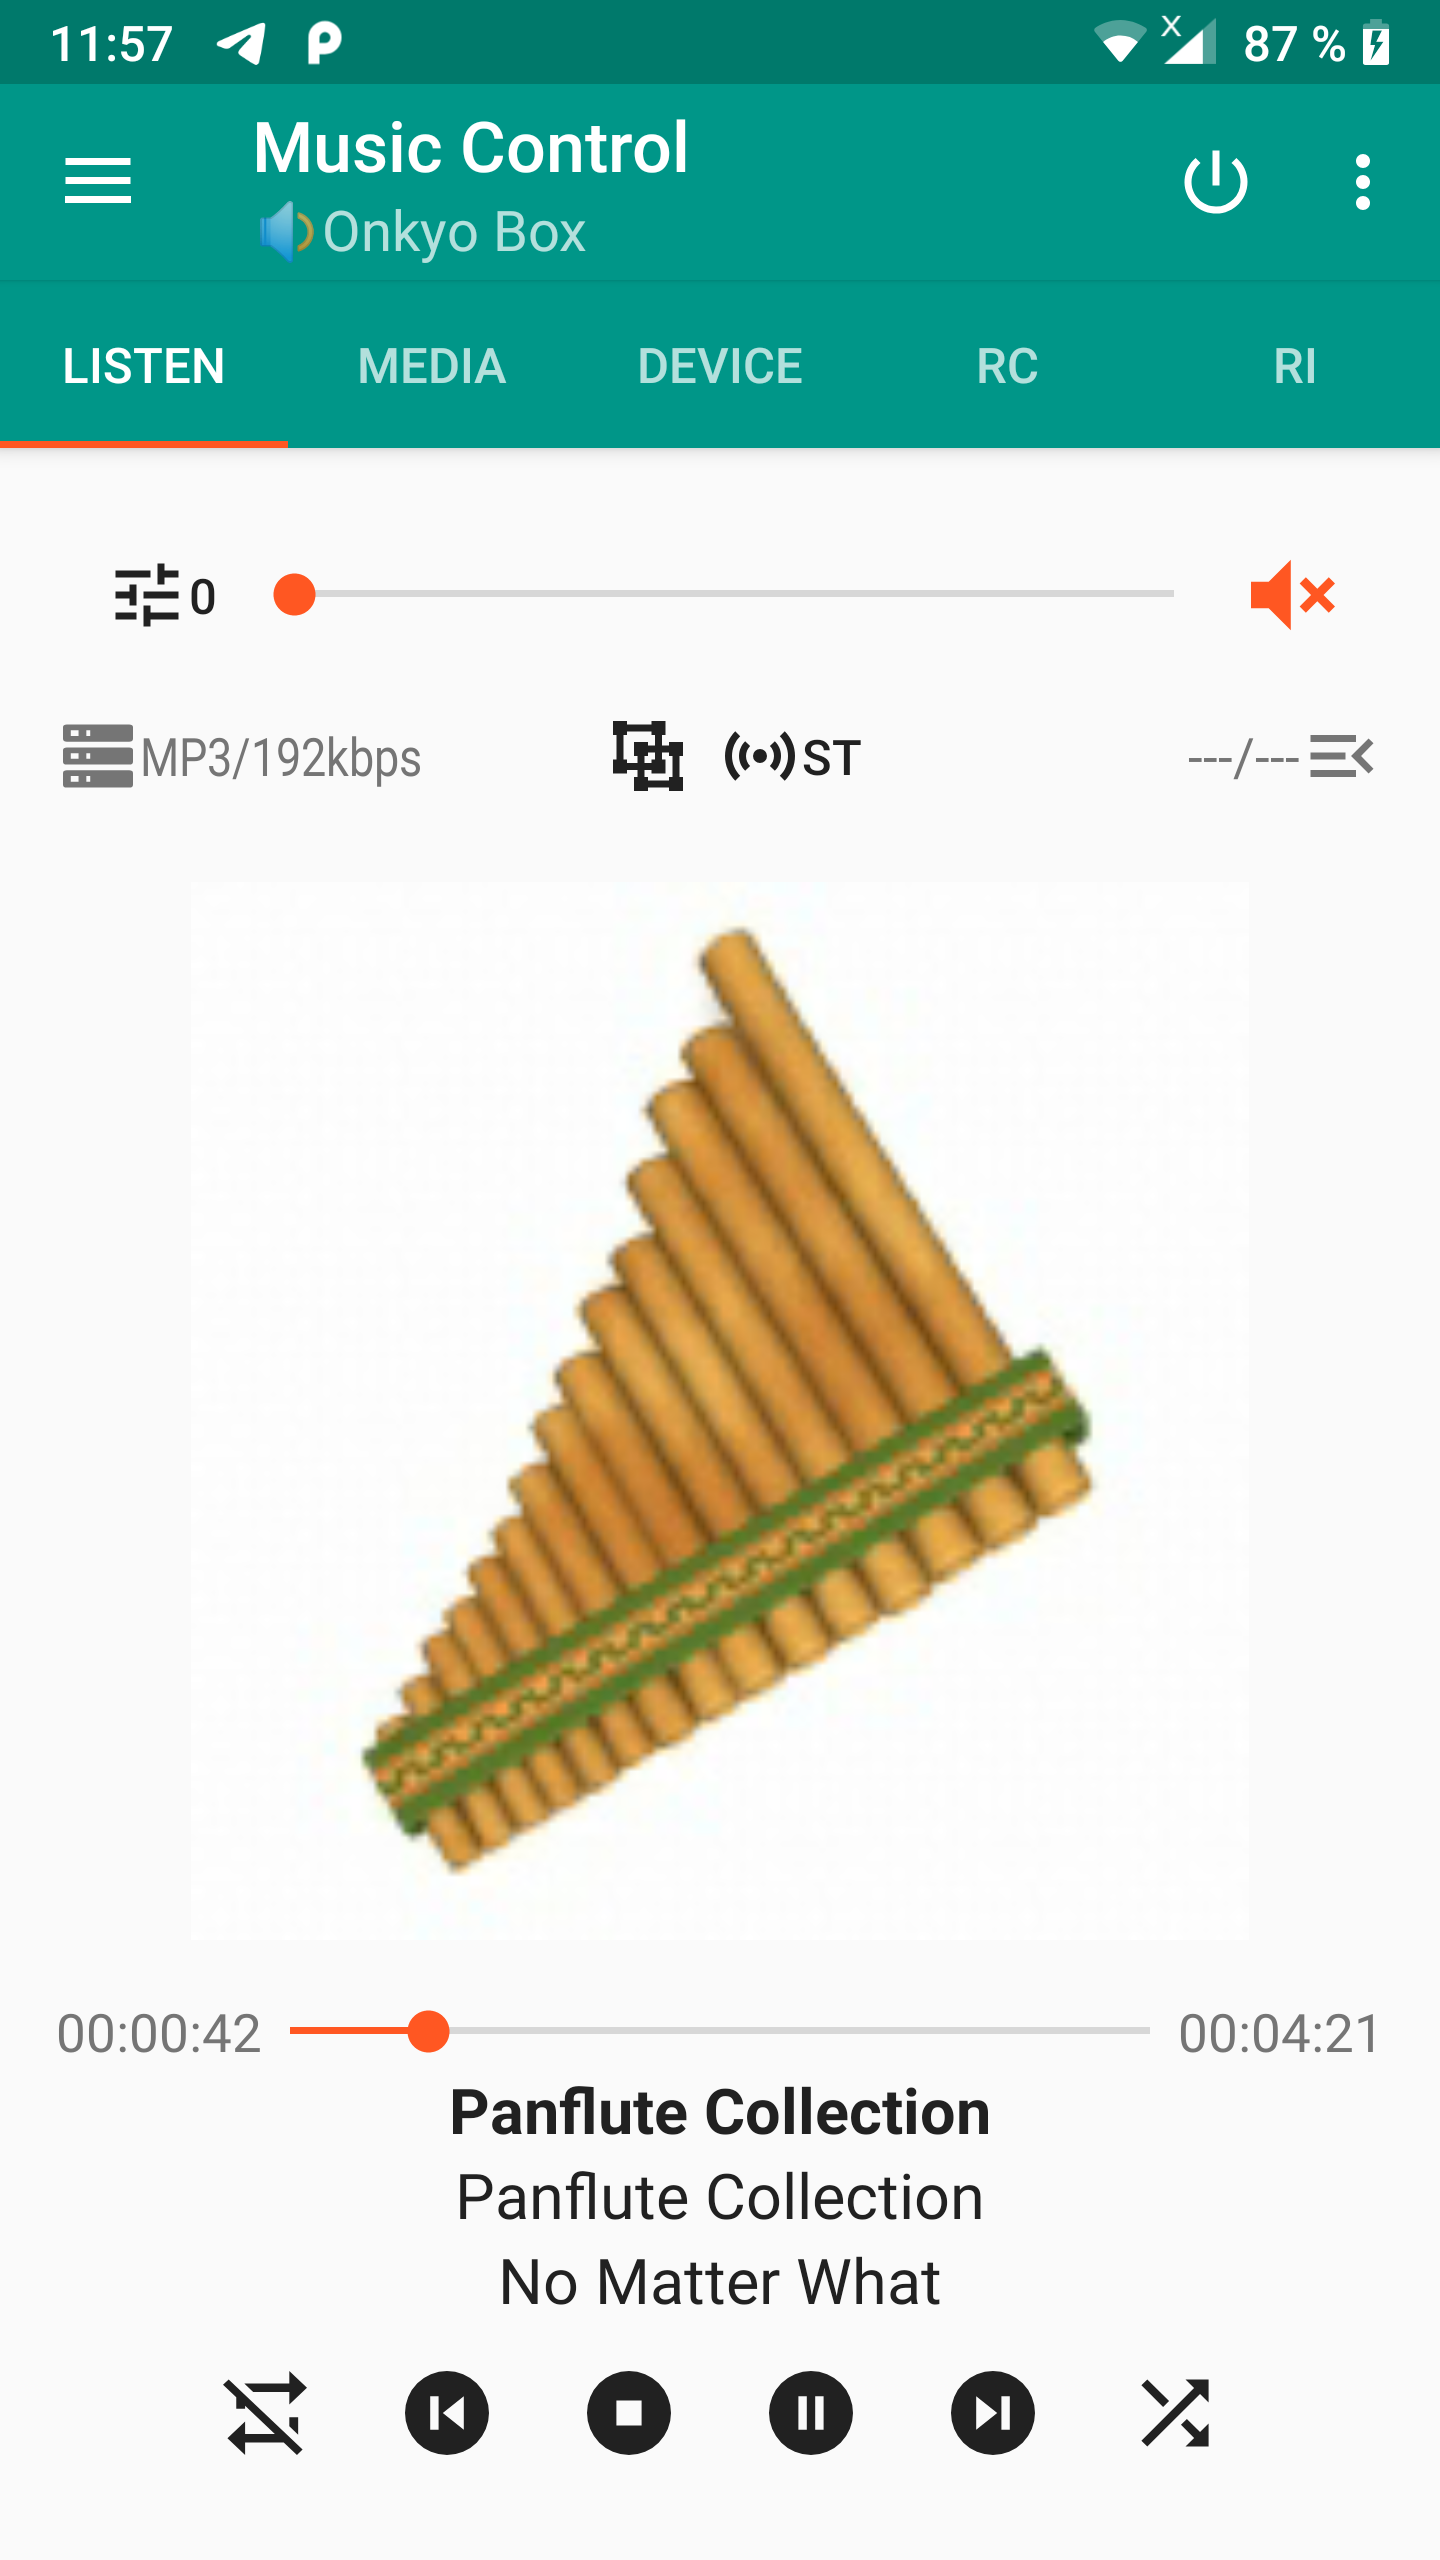 11:57 87 %
Music Control
Onkyo Box
LISTEN MEDIA DEVICE RC RI
0
MP3/192kbps ST ---/---
00:00:42 00:04:21
Panflute Collection
Panflute Collection
No Matter What